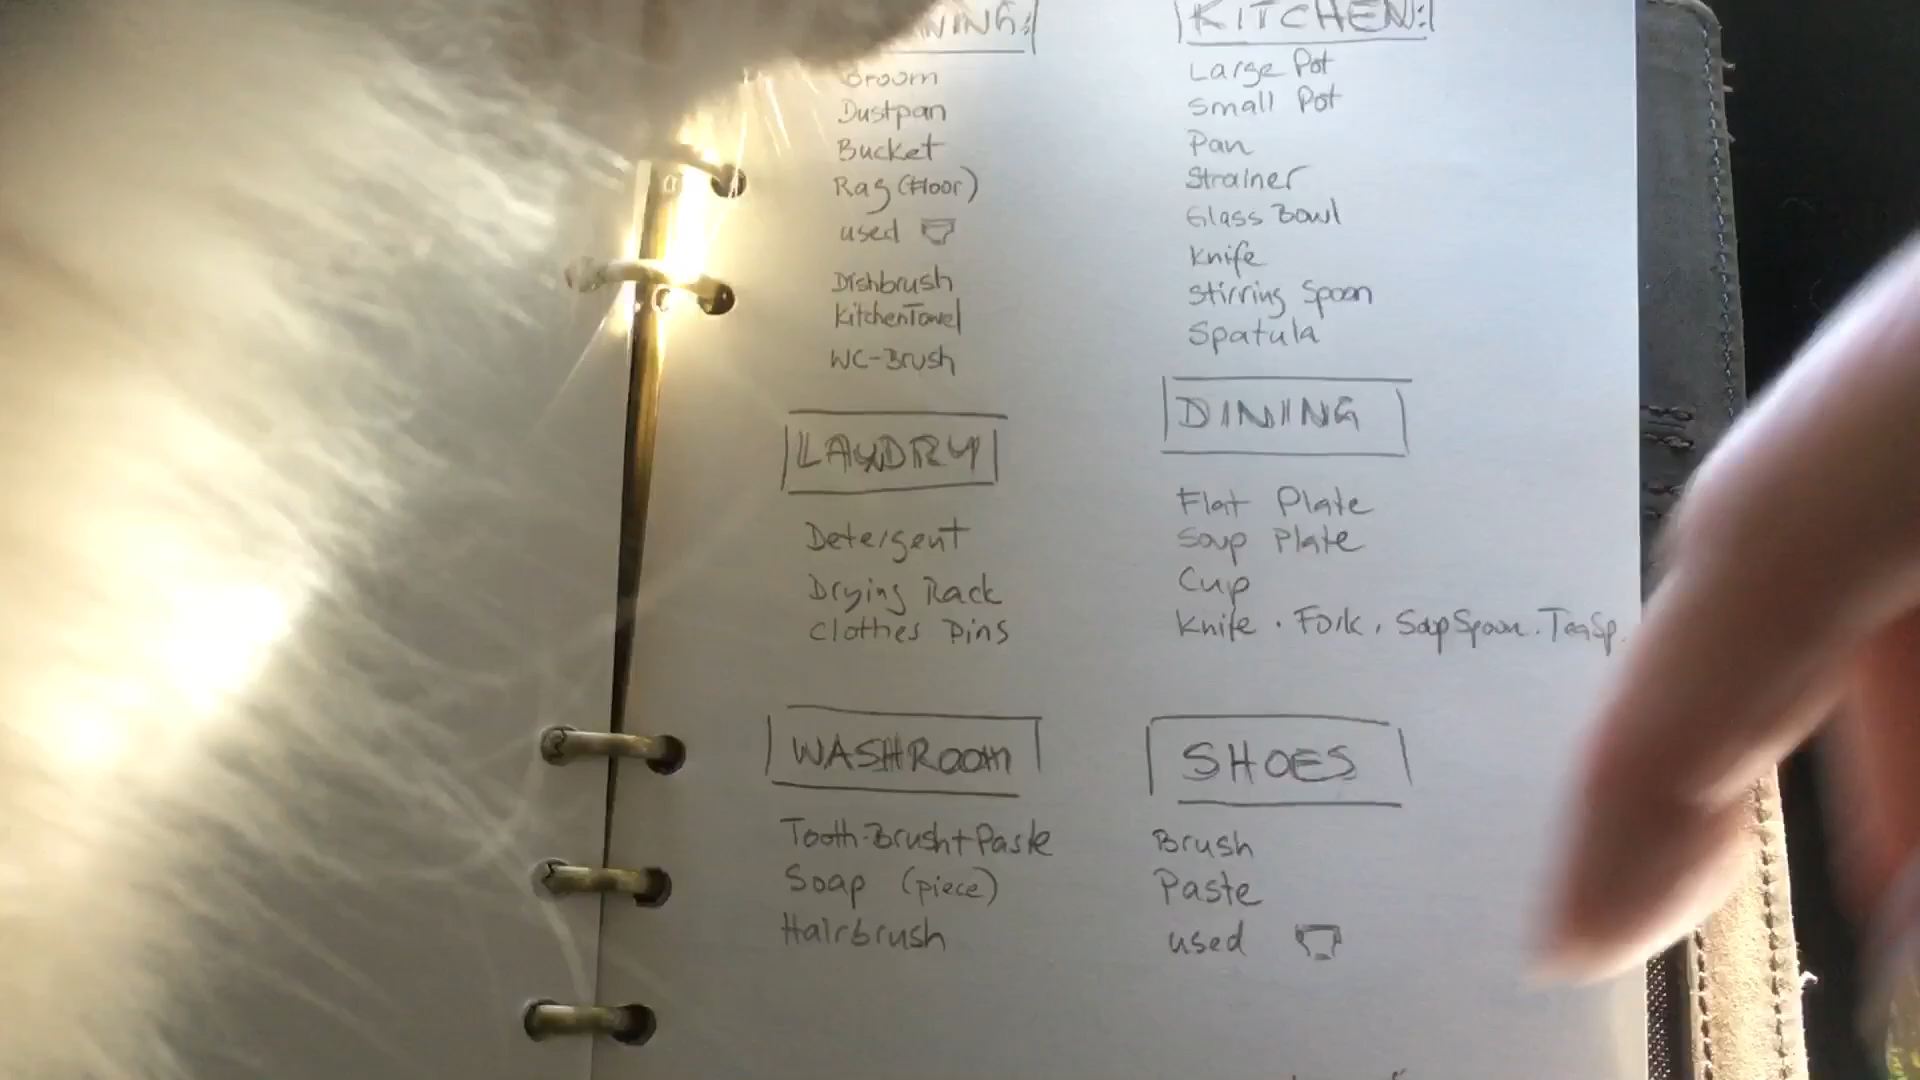 KITCHEN:
Broom
Dustpan
Bucket
Rag (Floor)
used
Dishbrush
KitchenTowel
WC-Brush
LAUNDRY
Detergent
Drying Rack
Clothes Pins
WASHROOM
Tooth-Brush+Paste
Soap (piece)
Hairbrush
Large Pot
Small Pot
Pan
Strainer
Glass Bowl
Knife
Stirring Spoon
Spatula
DINING
Flat Plate
Soup Plate
Cup
Knife . Fork . SoupSpoon . TeaSp.
SHOES
Brush
Paste
used